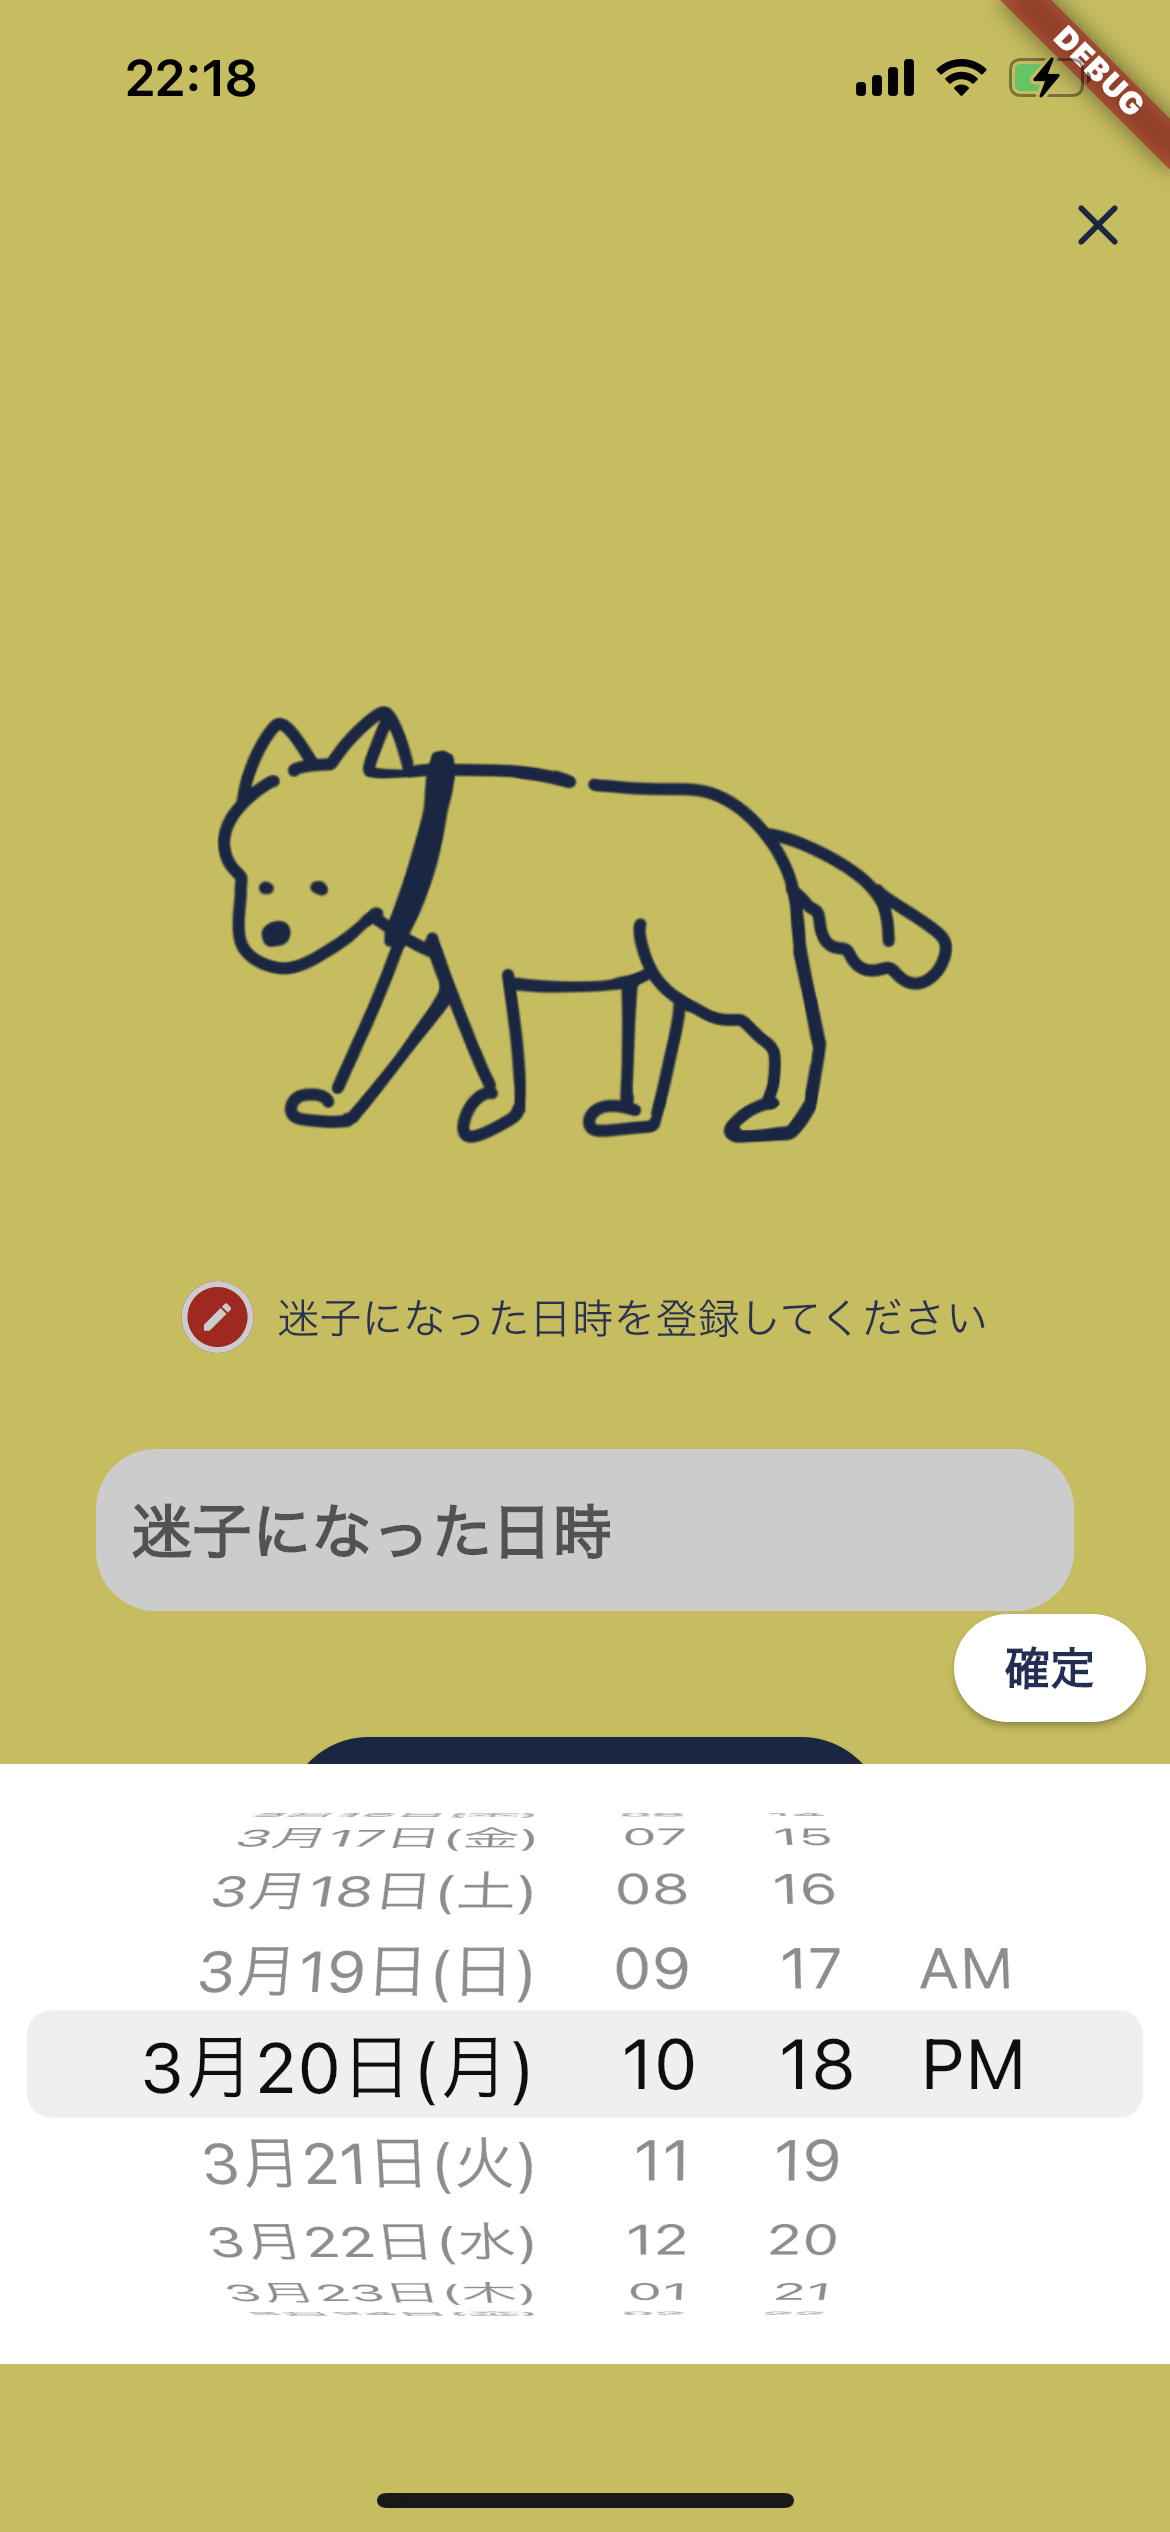 22:18
DEBUG
迷子になった日時を登録してください
迷子になった日時
確定
3月17日(金) 07 15
3月18日(土) 08 16
3月19日(日) 09 17 AM
3月20日(月) 10 18 PM
3月21日(火) 11 19
3月22日(水) 12 20
3月23日(木) 01 21